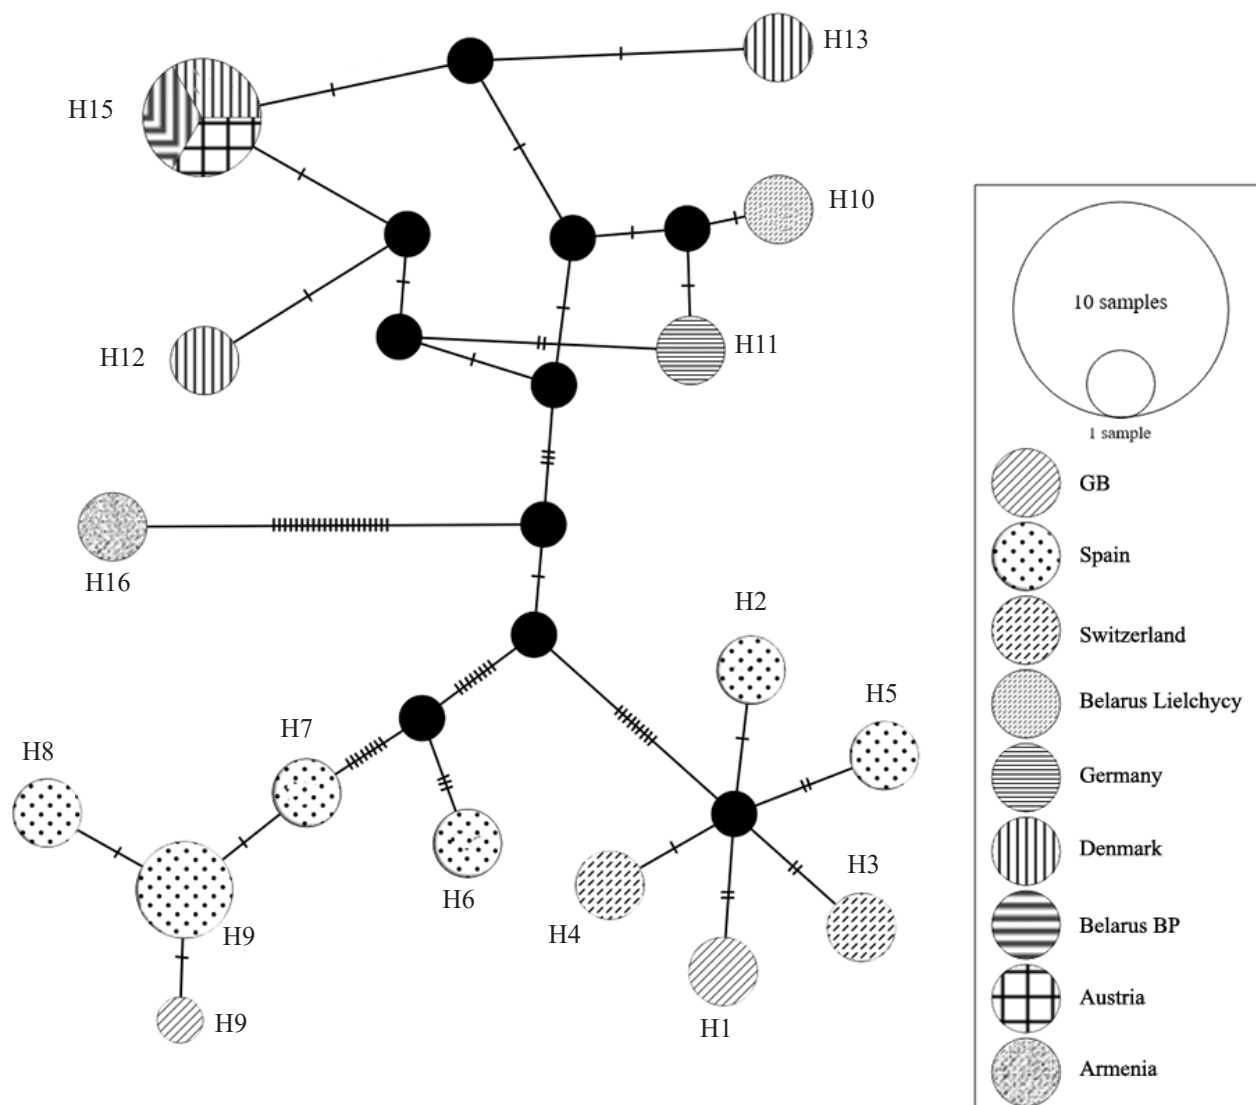 H13
H15
H10
H12
H11
H16
H2
H5
H7
H8
H3
H6
H4
H9
H1
H9
10 samples
1 sample
GB
Spain
Switzerland
Belarus Lielchycy
Germany
Denmark
Belarus BP
Austria
Armenia